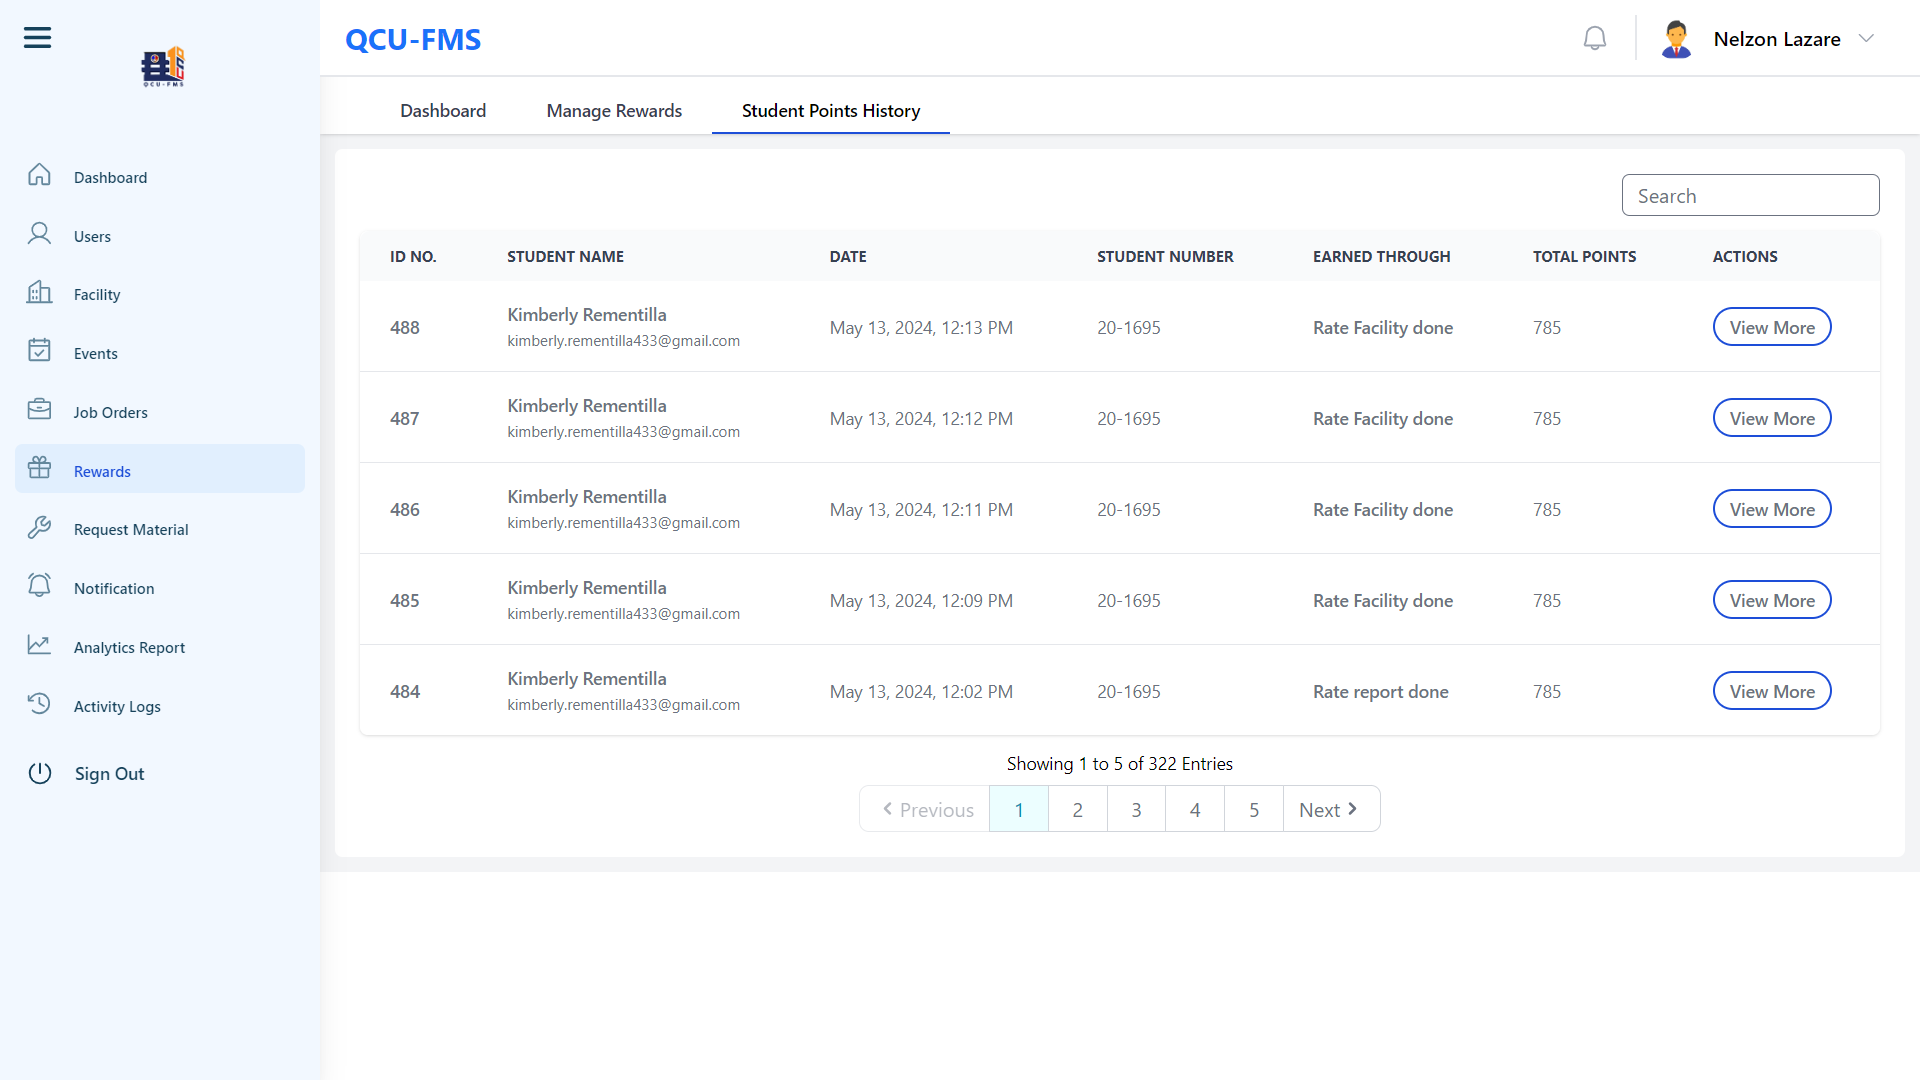 QCU-FMS
QCU-FMS
Nelzon Lazare
Dashboard
Manage Rewards
Student Points History
Dashboard
Users
Facility
Events
Job Orders
Rewards
Request Material
Notification
Analytics Report
Activity Logs
Sign Out
Search
ID NO. STUDENT NAME DATE STUDENT NUMBER EARNED THROUGH TOTAL POINTS ACTIONS
488 Kimberly Rementilla May 13, 2024, 12:13 PM 20-1695 Rate Facility done 785 View More
kimberly.rementilla433@gmail.com
487 Kimberly Rementilla May 13, 2024, 12:12 PM 20-1695 Rate Facility done 785 View More
kimberly.rementilla433@gmail.com
486 Kimberly Rementilla May 13, 2024, 12:11 PM 20-1695 Rate Facility done 785 View More
kimberly.rementilla433@gmail.com
485 Kimberly Rementilla May 13, 2024, 12:09 PM 20-1695 Rate Facility done 785 View More
kimberly.rementilla433@gmail.com
484 Kimberly Rementilla May 13, 2024, 12:02 PM 20-1695 Rate report done 785 View More
kimberly.rementilla433@gmail.com
Showing 1 to 5 of 322 Entries
Previous 1 2 3 4 5 Next